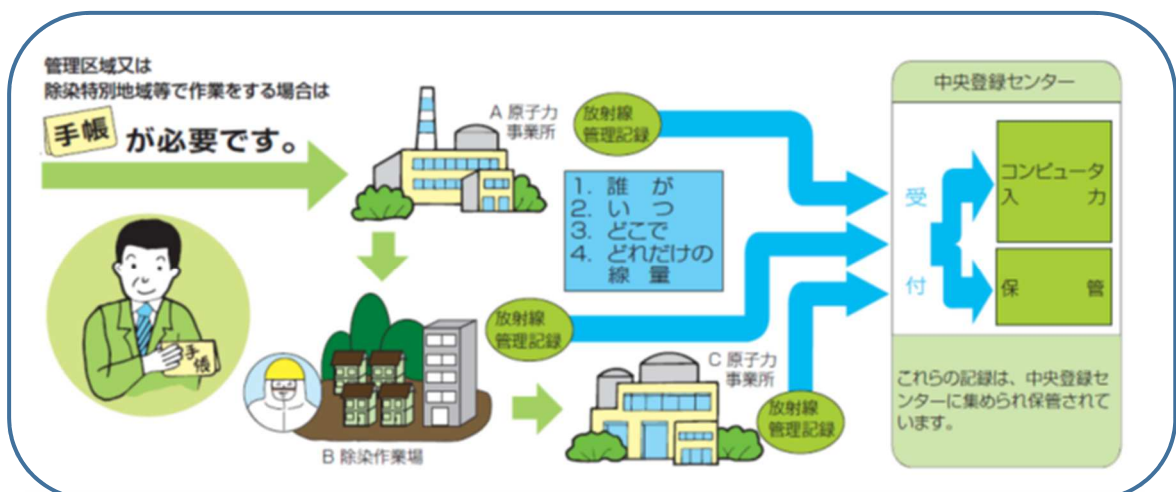 管理区域又は
除染特別地域等で作業をする場合は
手帳 が必要です。
A 原子力
事業所
放射線
管理記録
1. 誰 が
2. い つ
3. どこで
4. どれだけの
線 量
手帳
B 除染作業場
放射線
管理記録
C 原子力
事業所
放射線
管理記録
中央登録センター
受
付
コンピュータ
入 力
保 管
これらの記録は、中央登録セ
ンターに集められ保管されて
います。